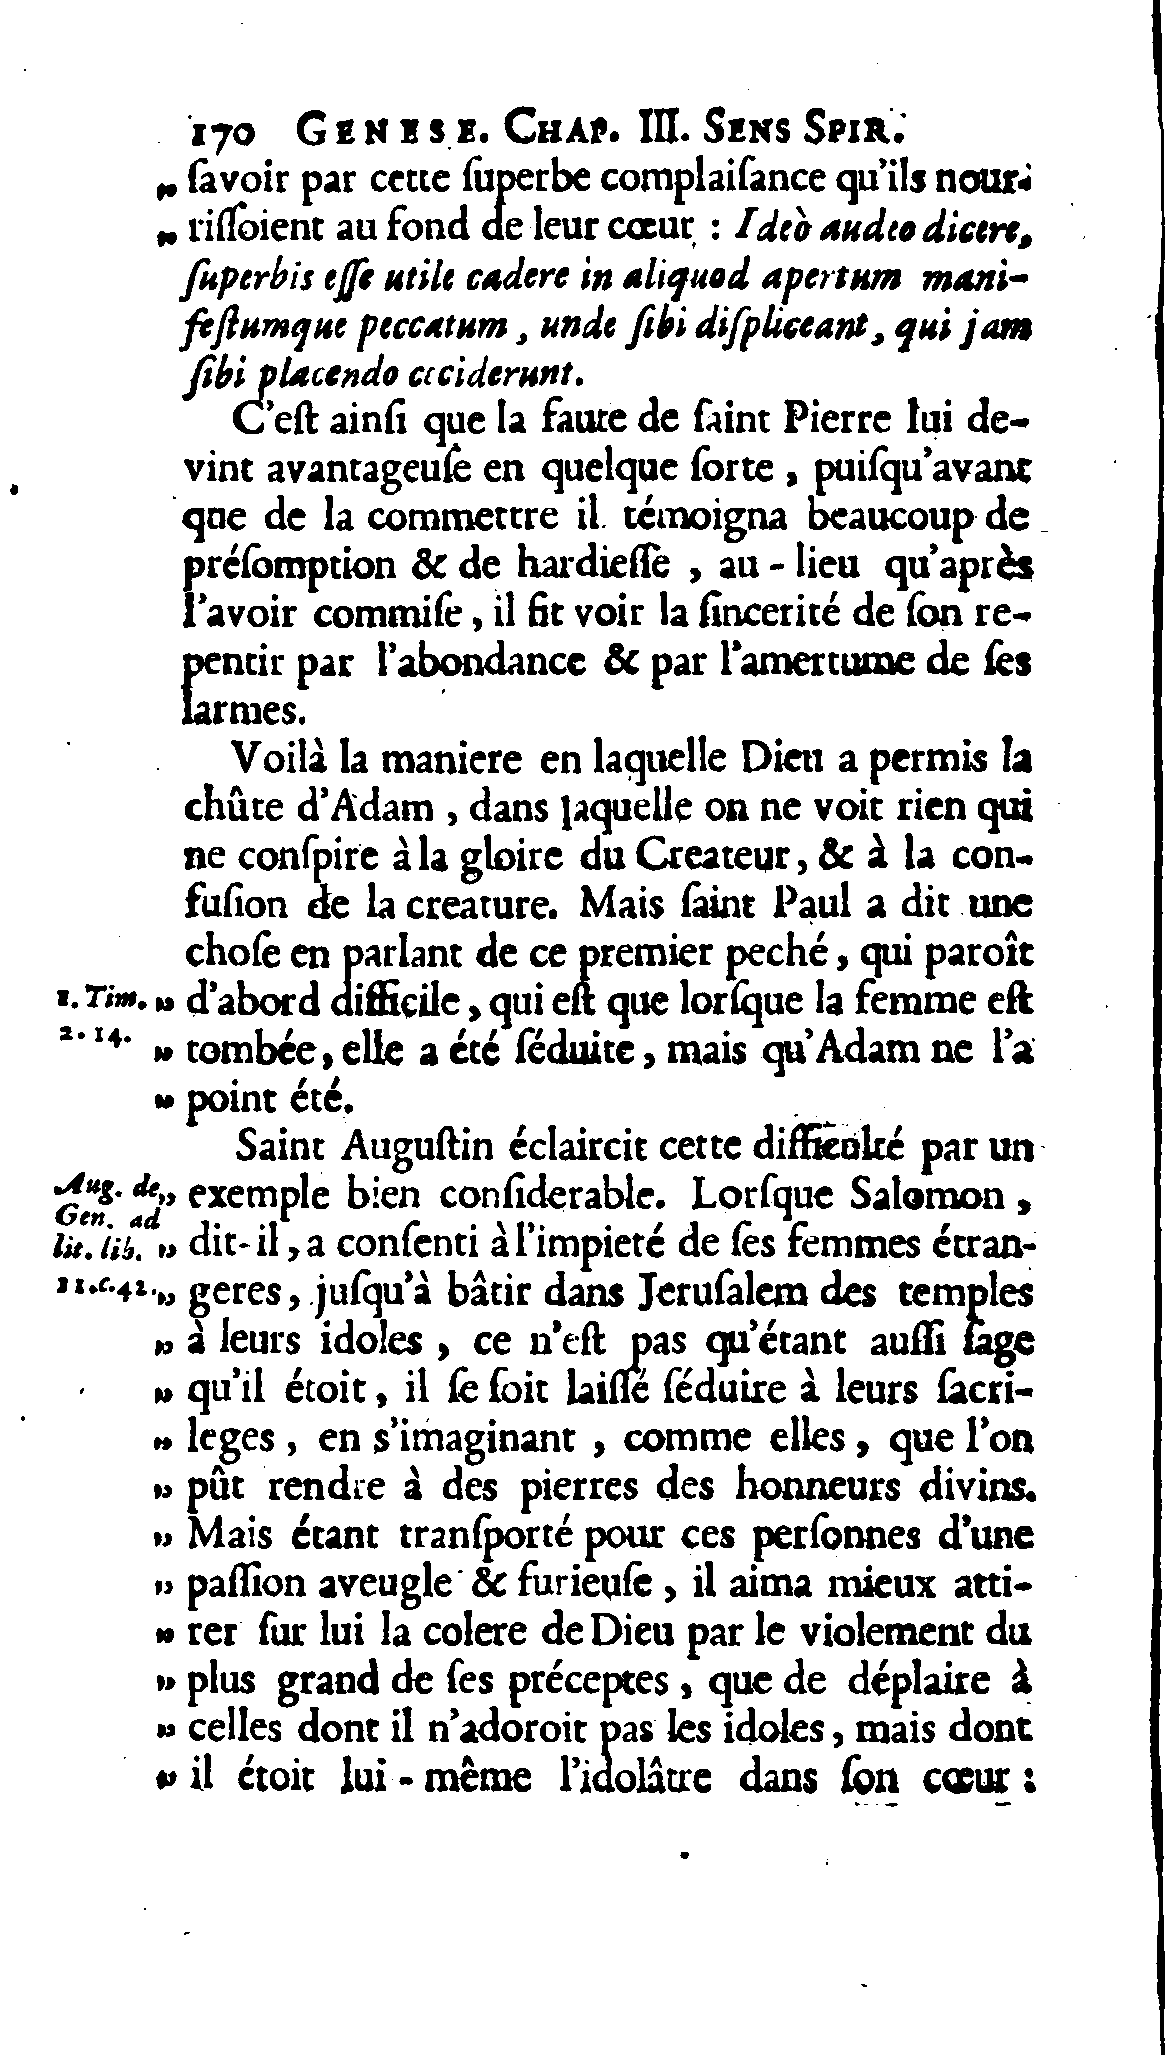 170 GENESE. CHAP. III. SENS SPIR.
„ ſavoir par cette ſuperbe complaiſance qu'ils nour-
„ riſſoient au fond de leur cœur : Ideò audeo dicere,
ſuperbis eſſe utile cadere in aliquod apertum mani-
feſtumque peccatum, unde ſibi diſpliceant, qui jam
ſibi placendo ceciderunt.
C'eſt ainſi que la faute de ſaint Pierre lui de-
vint avantageuſe en quelque ſorte, puiſqu'avant
que de la commettre il témoigna beaucoup de
préſomption & de hardieſſe, au-lieu qu'après
l'avoir commiſe, il fit voir la ſincerité de ſon re-
pentir par l'abondance & par l'amertume de ſes
larmes.
Voilà la maniere en laquelle Dieu a permis la
chûte d'Adam, dans laquelle on ne voit rien qui
ne conſpire à la gloire du Createur, & à la con-
fuſion de la creature. Mais ſaint Paul a dit une
choſe en parlant de ce premier peché, qui paroît
1. Tim. „ d'abord difficile, qui eſt que lorſque la femme eſt
2. 14. „ tombée, elle a été ſéduite, mais qu'Adam ne l'a
„ point été.
Saint Auguſtin éclaircit cette difficulté par un
Aug. de „ exemple bien conſiderable. Lorſque Salomon,
Gen. ad
lit. lib. „ dit-il, a conſenti à l'impieté de ſes femmes étran-
11. c. 42. „ geres, juſqu'à bâtir dans Jeruſalem des temples
„ à leurs idoles, ce n'eſt pas qu'étant auſſi ſage
„ qu'il étoit, il ſe ſoit laiſſé ſéduire à leurs ſacri-
„ leges, en s'imaginant, comme elles, que l'on
„ pût rendre à des pierres des honneurs divins.
„ Mais étant tranſporté pour ces perſonnes d'une
„ paſſion aveugle & furieuſe, il aima mieux atti-
„ rer ſur lui la colere de Dieu par le violement du
„ plus grand de ſes préceptes, que de déplaire à
„ celles dont il n'adoroit pas les idoles, mais dont
„ il étoit lui-même l'idolâtre dans ſon cœur :